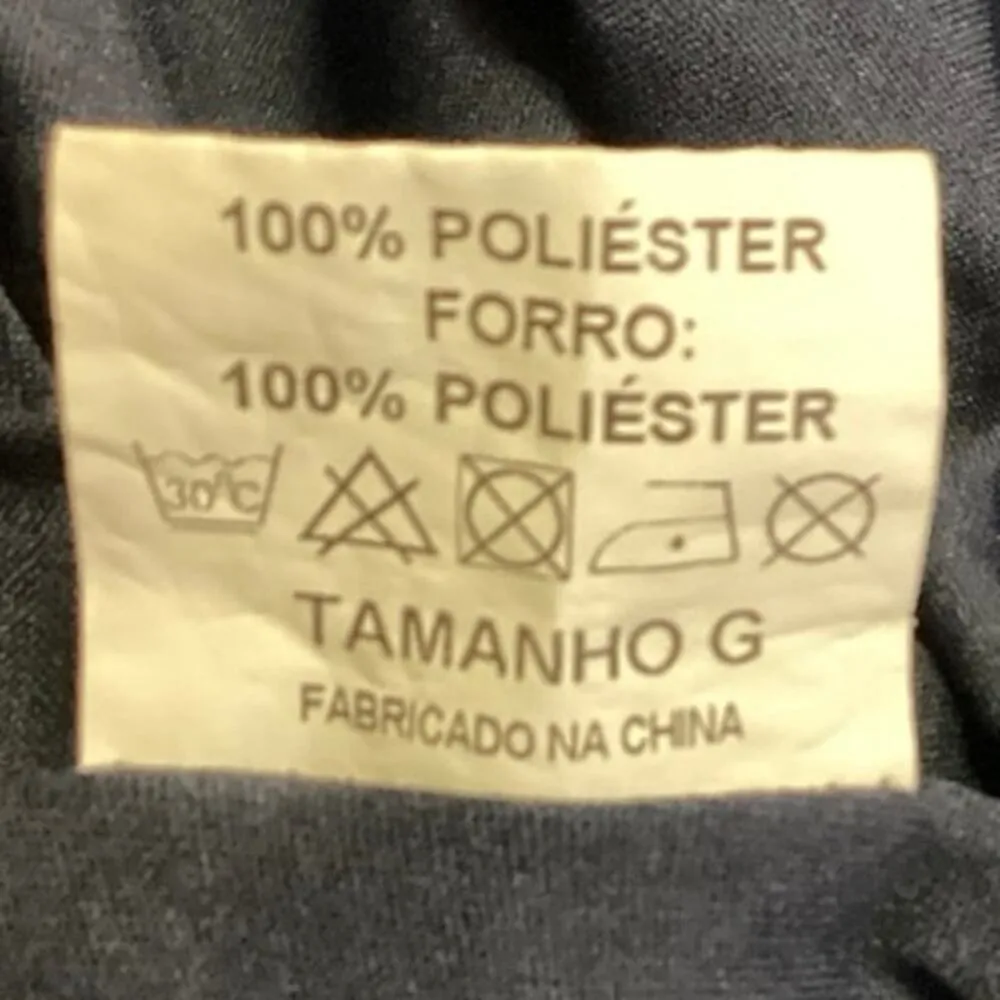 100% POLIÉSTER
FORRO:
100% POLIÉSTER
30°C
TAMANHO G
FABRICADO NA CHINA